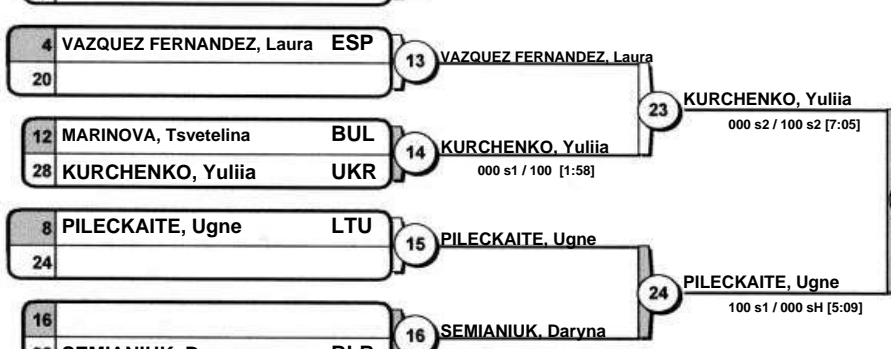 4 VAZQUEZ FERNANDEZ, Laura ESP
13 VAZQUEZ FERNANDEZ, Laura
20
23 KURCHENKO, Yuliia
000 s2 / 100 s2 [7:05]
12 MARINOVA, Tsvetelina BUL
14 KURCHENKO, Yuliia
28 KURCHENKO, Yuliia UKR
000 s1 / 100 [1:58]
8 PILECKAITE, Ugne LTU
15 PILECKAITE, Ugne
24
24 PILECKAITE, Ugne
100 s1 / 000 sH [5:09]
16
16 SEMIANIUK, Daryna